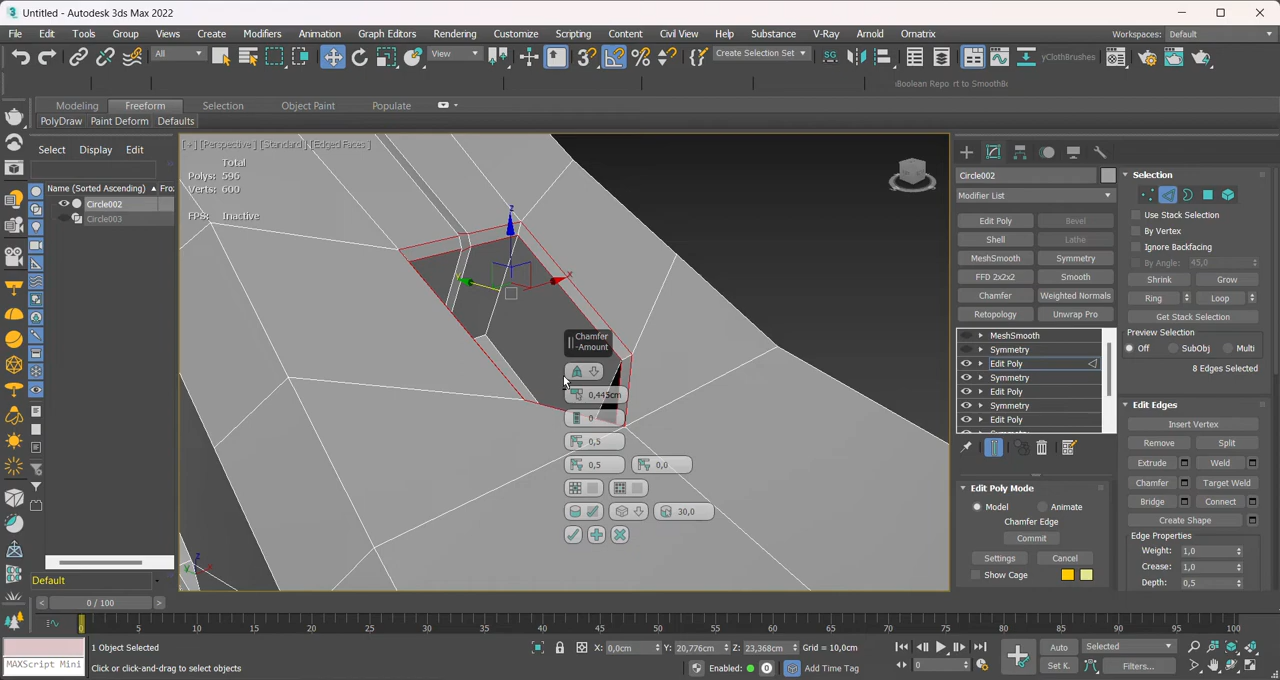 Untitled - Autodesk 3ds Max 2022
File Edit Tools Group Views Create Modifiers Animation Graph Editors Rendering Customize Scripting Content Civil View Help Substance V-Ray Arnold Ornatrix Workspaces: Default
All View Create Selection Set yClothBrushes
Boolean Repo rt to SmoothBo
Modeling Freeform Selection Object Paint Populate
PolyDraw Paint Deform Defaults
Select Display Edit
Name (Sorted Ascending) Fro
Circle002
Circle003
Default
[ + ] [Perspective ] [Standard ] [Edged Faces ]
Total
Polys: 596
Verts: 600
FPS: Inactive
z
x
y
Chamfer
-Amount
0,445cm
0
0,5
0,5 0,0
30,0
Circle002
Modifier List
Edit Poly Bevel
Shell Lathe
MeshSmooth Symmetry
FFD 2x2x2 Smooth
Chamfer Weighted Normals
Retopology Unwrap Pro
MeshSmooth
Symmetry
Edit Poly
Symmetry
Edit Poly
Symmetry
Edit Poly
Edit Poly Mode
Model Animate
Chamfer Edge
Commit
Settings Cancel
Show Cage
Selection
Use Stack Selection
By Vertex
Ignore Backfacing
By Angle: 45,0
Shrink Grow
Ring Loop
Get Stack Selection
Preview Selection
Off SubObj Multi
8 Edges Selected
Edit Edges
Insert Vertex
Remove Split
Extrude Weld
Chamfer Target Weld
Bridge Connect
Create Shape
Edge Properties
Weight: 1,0
Crease: 1,0
Depth: 0,5
< 0 / 100 >
0 5 10 15 20 25 30 35 40 45 50 55 60 65 70 75 80 85 90 95 100
MAXScript Mini
1 Object Selected
Click or click-and-drag to select objects
X: 0,0cm Y: 20,776cm Z: 23,368cm Grid = 10,0cm
Enabled: 0 Add Time Tag
0
Auto Selected
Set K. Filters...